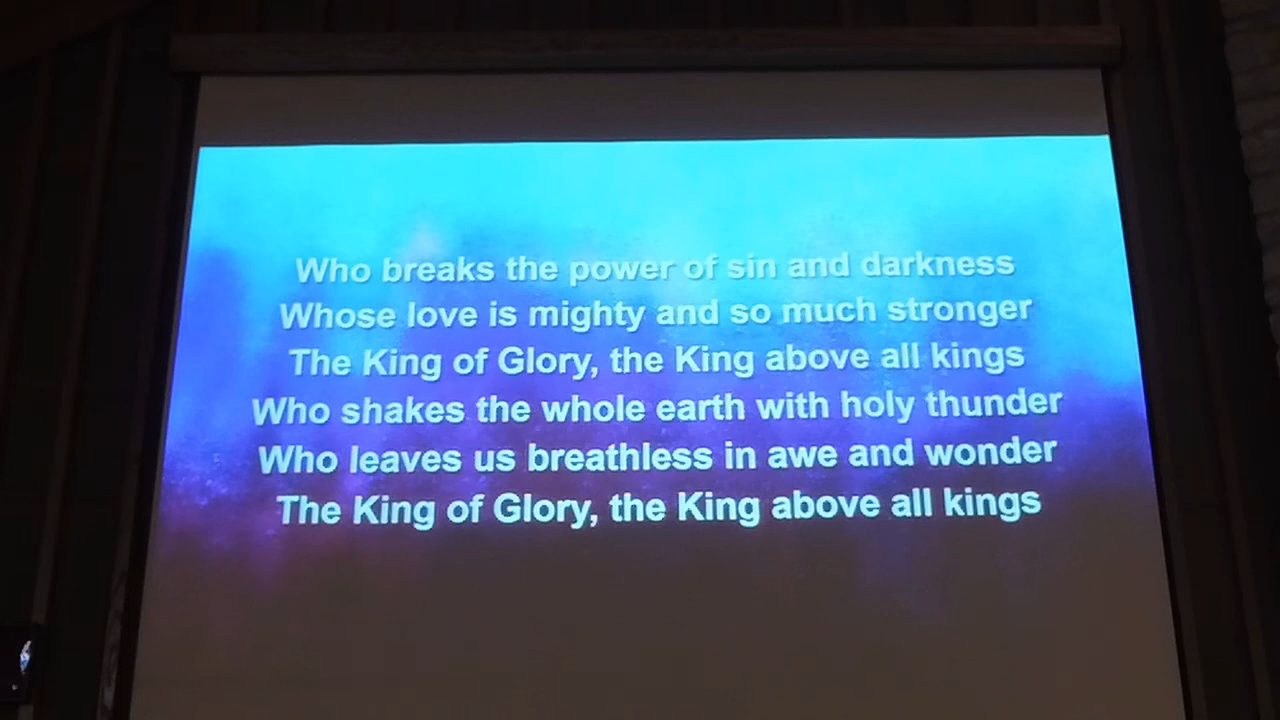 Who breaks the power of sin and darkness
Whose love is mighty and so much stronger
The King of Glory, the King above all kings
Who shakes the whole earth with holy thunder
Who leaves us breathless in awe and wonder
The King of Glory, the King above all kings